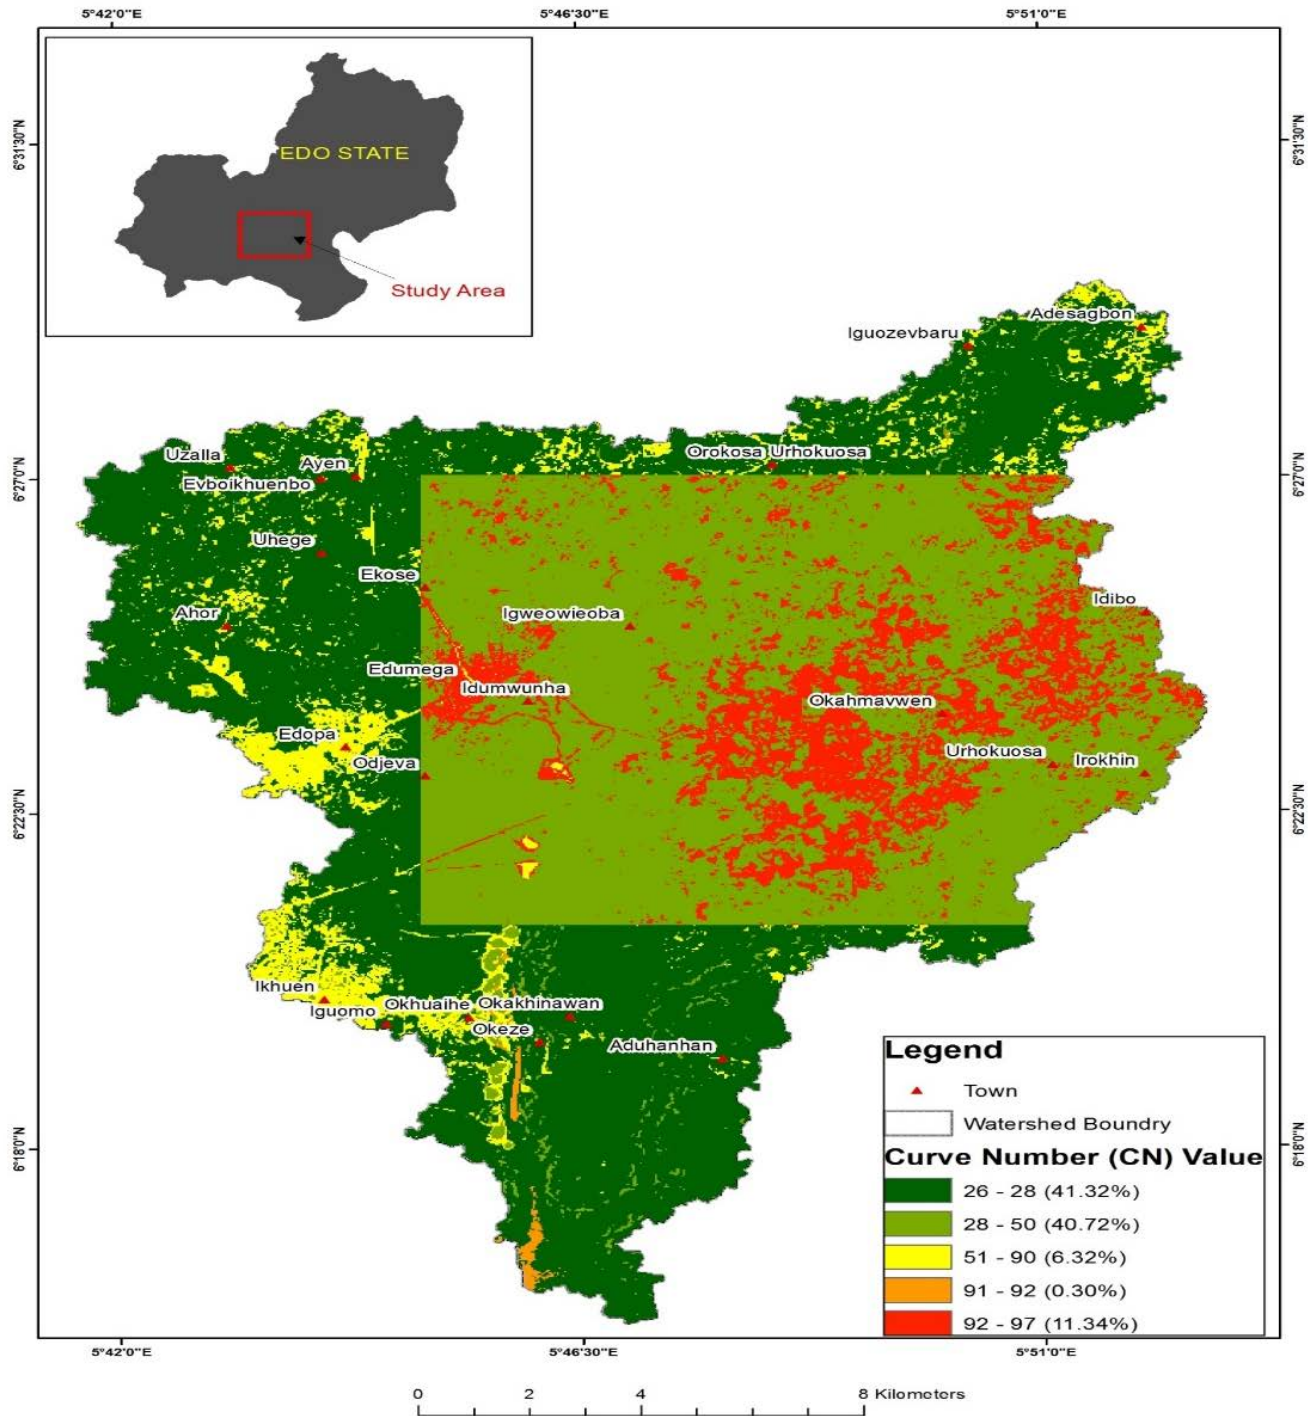 5°42'0"E
5°46'30"E
5°51'0"E
6°31'30"N
6°31'30"N
EDO STATE
Study Area
Adesagbon
Iguozevbaru
Uzalla
Ayen
Orokosa Urhokuosa
Evboikhuenbo
6°27'0"N
6°27'0"N
Uhege
Ekose
Idibo
Ahor
Igweowieoba
Edumega
Idumwunha
Okahmavwen
Edopa
Odjeva
Urhokuosa
Irokhin
6°22'30"N
6°22'30"N
Ikhuen
Iguomo
Okhuaihe
Okakhinawan
Okeze
Aduhanhan
6°18'0"N
6°18'0"N
Legend
Town
Watershed Boundry
Curve Number (CN) Value
26 - 28 (41.32%)
28 - 50 (40.72%)
51 - 90 (6.32%)
91 - 92 (0.30%)
92 - 97 (11.34%)
5°42'0"E
5°46'30"E
5°51'0"E
0 2 4 8 Kilometers